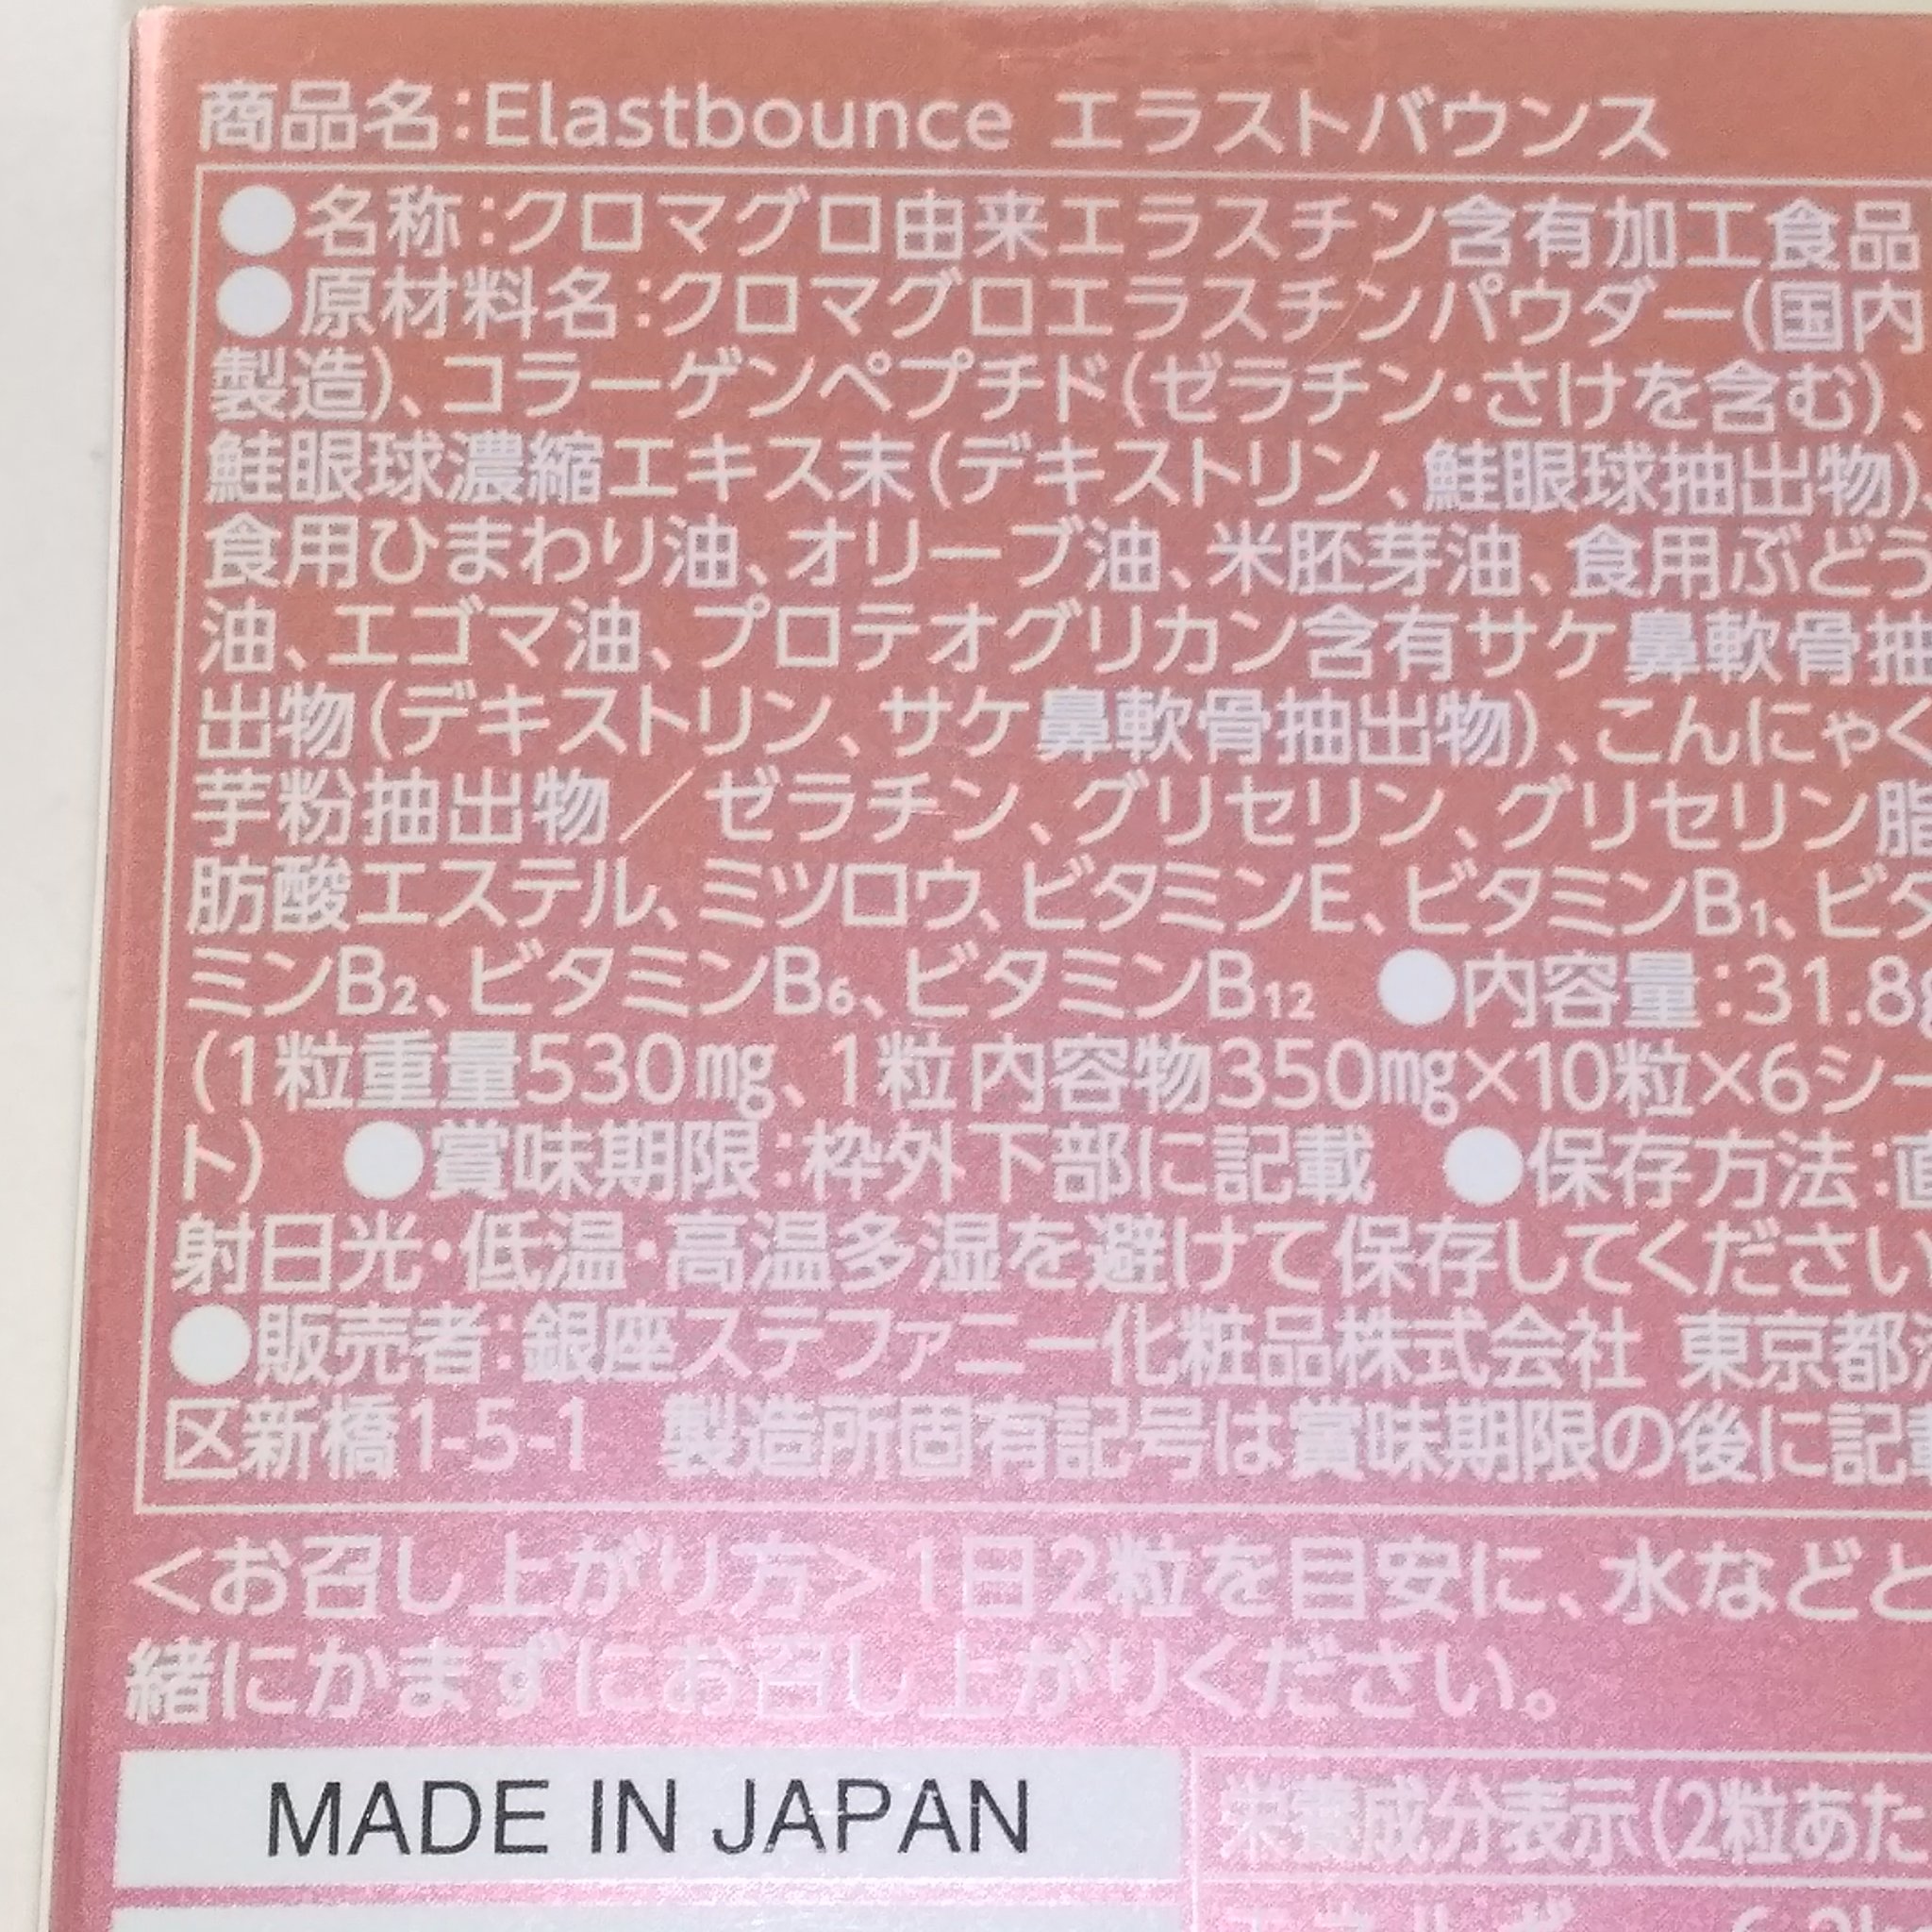 商品名：Elastbounce エラストバウンス
●名称：クロマグロ由来エラスチン含有加工食品
●原材料名：クロマグロエラスチンパウダー（国内
製造）、コラーゲンペプチド（ゼラチン・さけを含む）、
鮭眼球濃縮エキス末（デキストリン、鮭眼球抽出物）
食用ひまわり油、オリーブ油、米胚芽油、食用ぶどう
油、エゴマ油、プロテオグリカン含有サケ鼻軟骨抽
出物（デキストリン、サケ鼻軟骨抽出物）、こんにゃく
芋粉抽出物／ゼラチン、グリセリン、グリセリン脂
肪酸エステル、ミツロウ、ビタミンE、ビタミンB₁、ビタ
ミンB₂、ビタミンB₆、ビタミンB₁₂ ●内容量：31.8g
（1粒重量530㎎、1粒内容物350㎎×10粒×6シー
ト） ●賞味期限：枠外下部に記載 ●保存方法：直
射日光・低温・高温多湿を避けて保存してください
●販売者：銀座ステファニー化粧品株式会社 東京都
区新橋1-5-1 製造所固有記号は賞味期限の後に記載
＜お召し上がり方＞1日2粒を目安に、水などと
緒にかまずにお召し上がりください。
MADE IN JAPAN
栄養成分表示（2粒あた